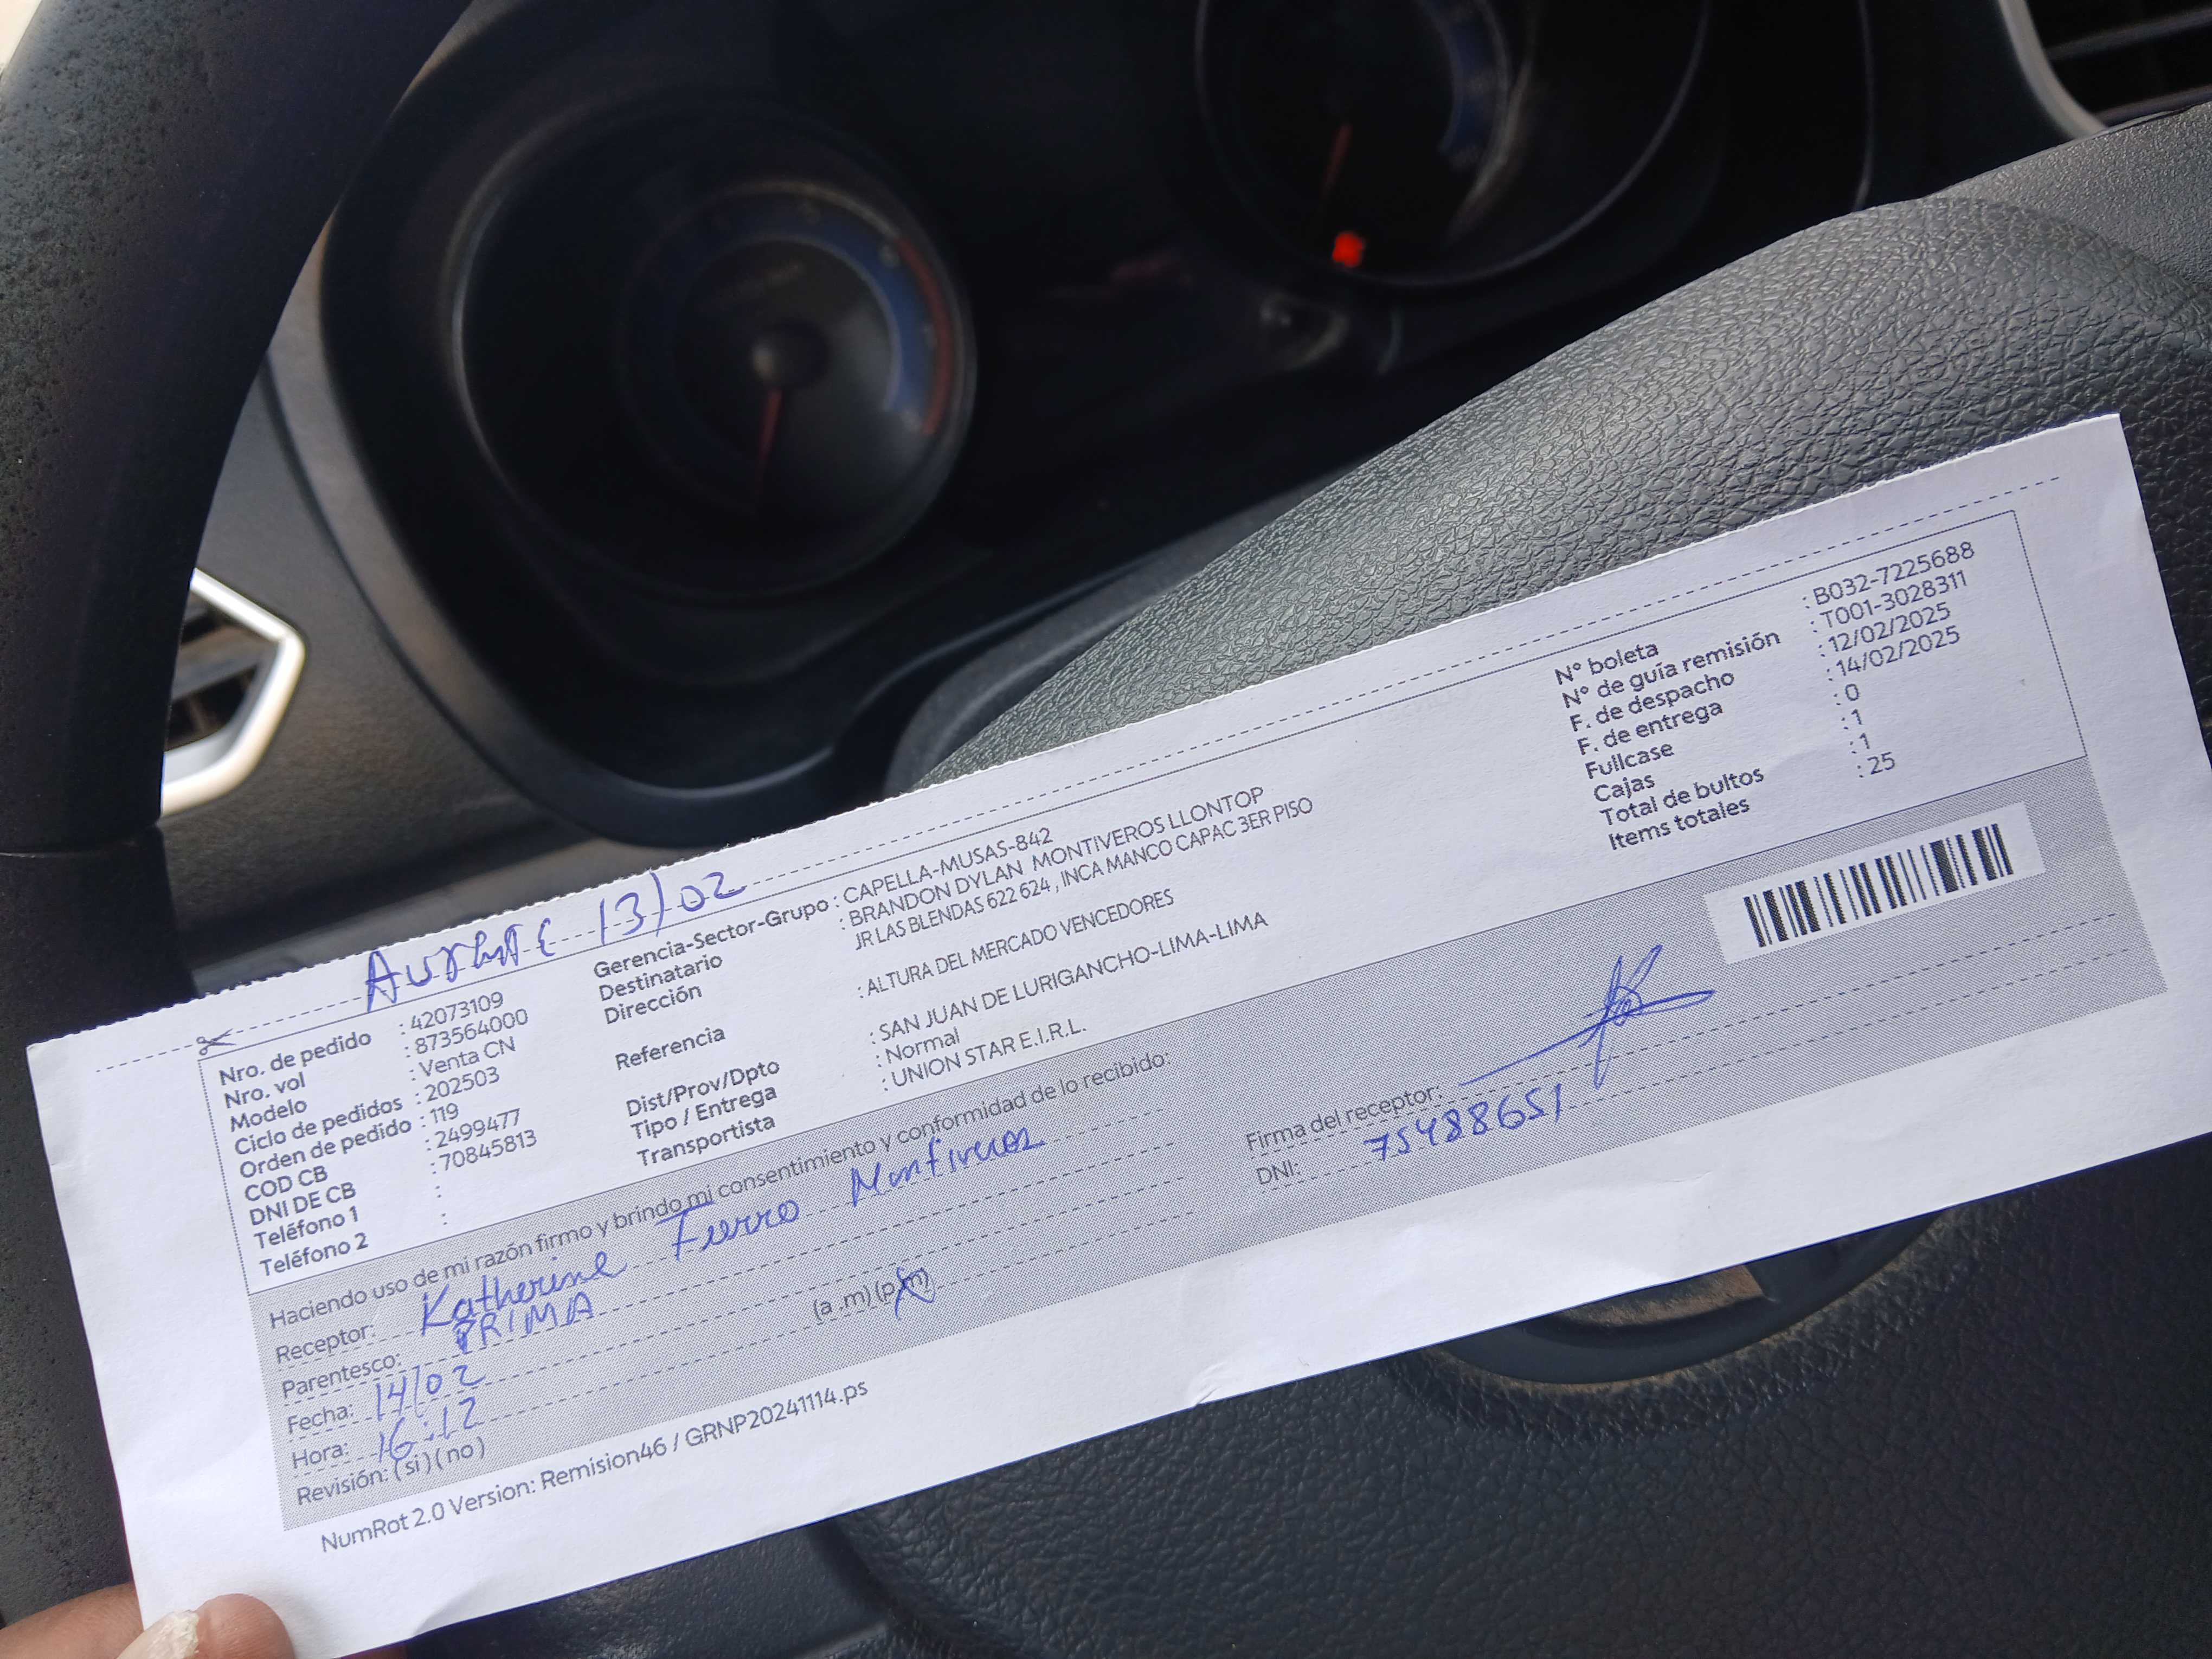 AUSENTE 13/02
Nro. de pedido : 42073109
Nro. vol : 873564000
Modelo : Venta CN
Ciclo de pedidos : 202503
Orden de pedido : 119
COD CB : 2499477
DNI DE CB : 70845813
Teléfono 1 :
Teléfono 2 :
Gerencia-Sector-Grupo : CAPELLA-MUSAS-842
Destinatario : BRANDON DYLAN MONTIVEROS LLONTOP
Dirección JR LAS BLENDAS 622 624 , INCA MANCO CAPAC 3ER PISO
Referencia : ALTURA DEL MERCADO VENCEDORES
Dist/Prov/Dpto : SAN JUAN DE LURIGANCHO-LIMA-LIMA
Tipo / Entrega : Normal
Transportista : UNION STAR E.I.R.L.
N° boleta : B032-7225688
N° de guía remisión : T001-3028311
F. de despacho : 12/02/2025
F. de entrega : 14/02/2025
Fullcase : 0
Cajas : 1
Total de bultos : 1
Items totales : 25
Haciendo uso de mi razón firmo y brindo mi consentimiento y conformidad de lo recibido:
Receptor: Katherine Fierro Montiveros
Parentesco: PRIMA
Fecha: 14/02
Hora: 16:12 (a .m) (p.m)
Revisión: ( si ) ( no )
Firma del receptor:
DNI: 75488651
NumRot 2.0 Version: Remision46 / GRNP20241114.ps